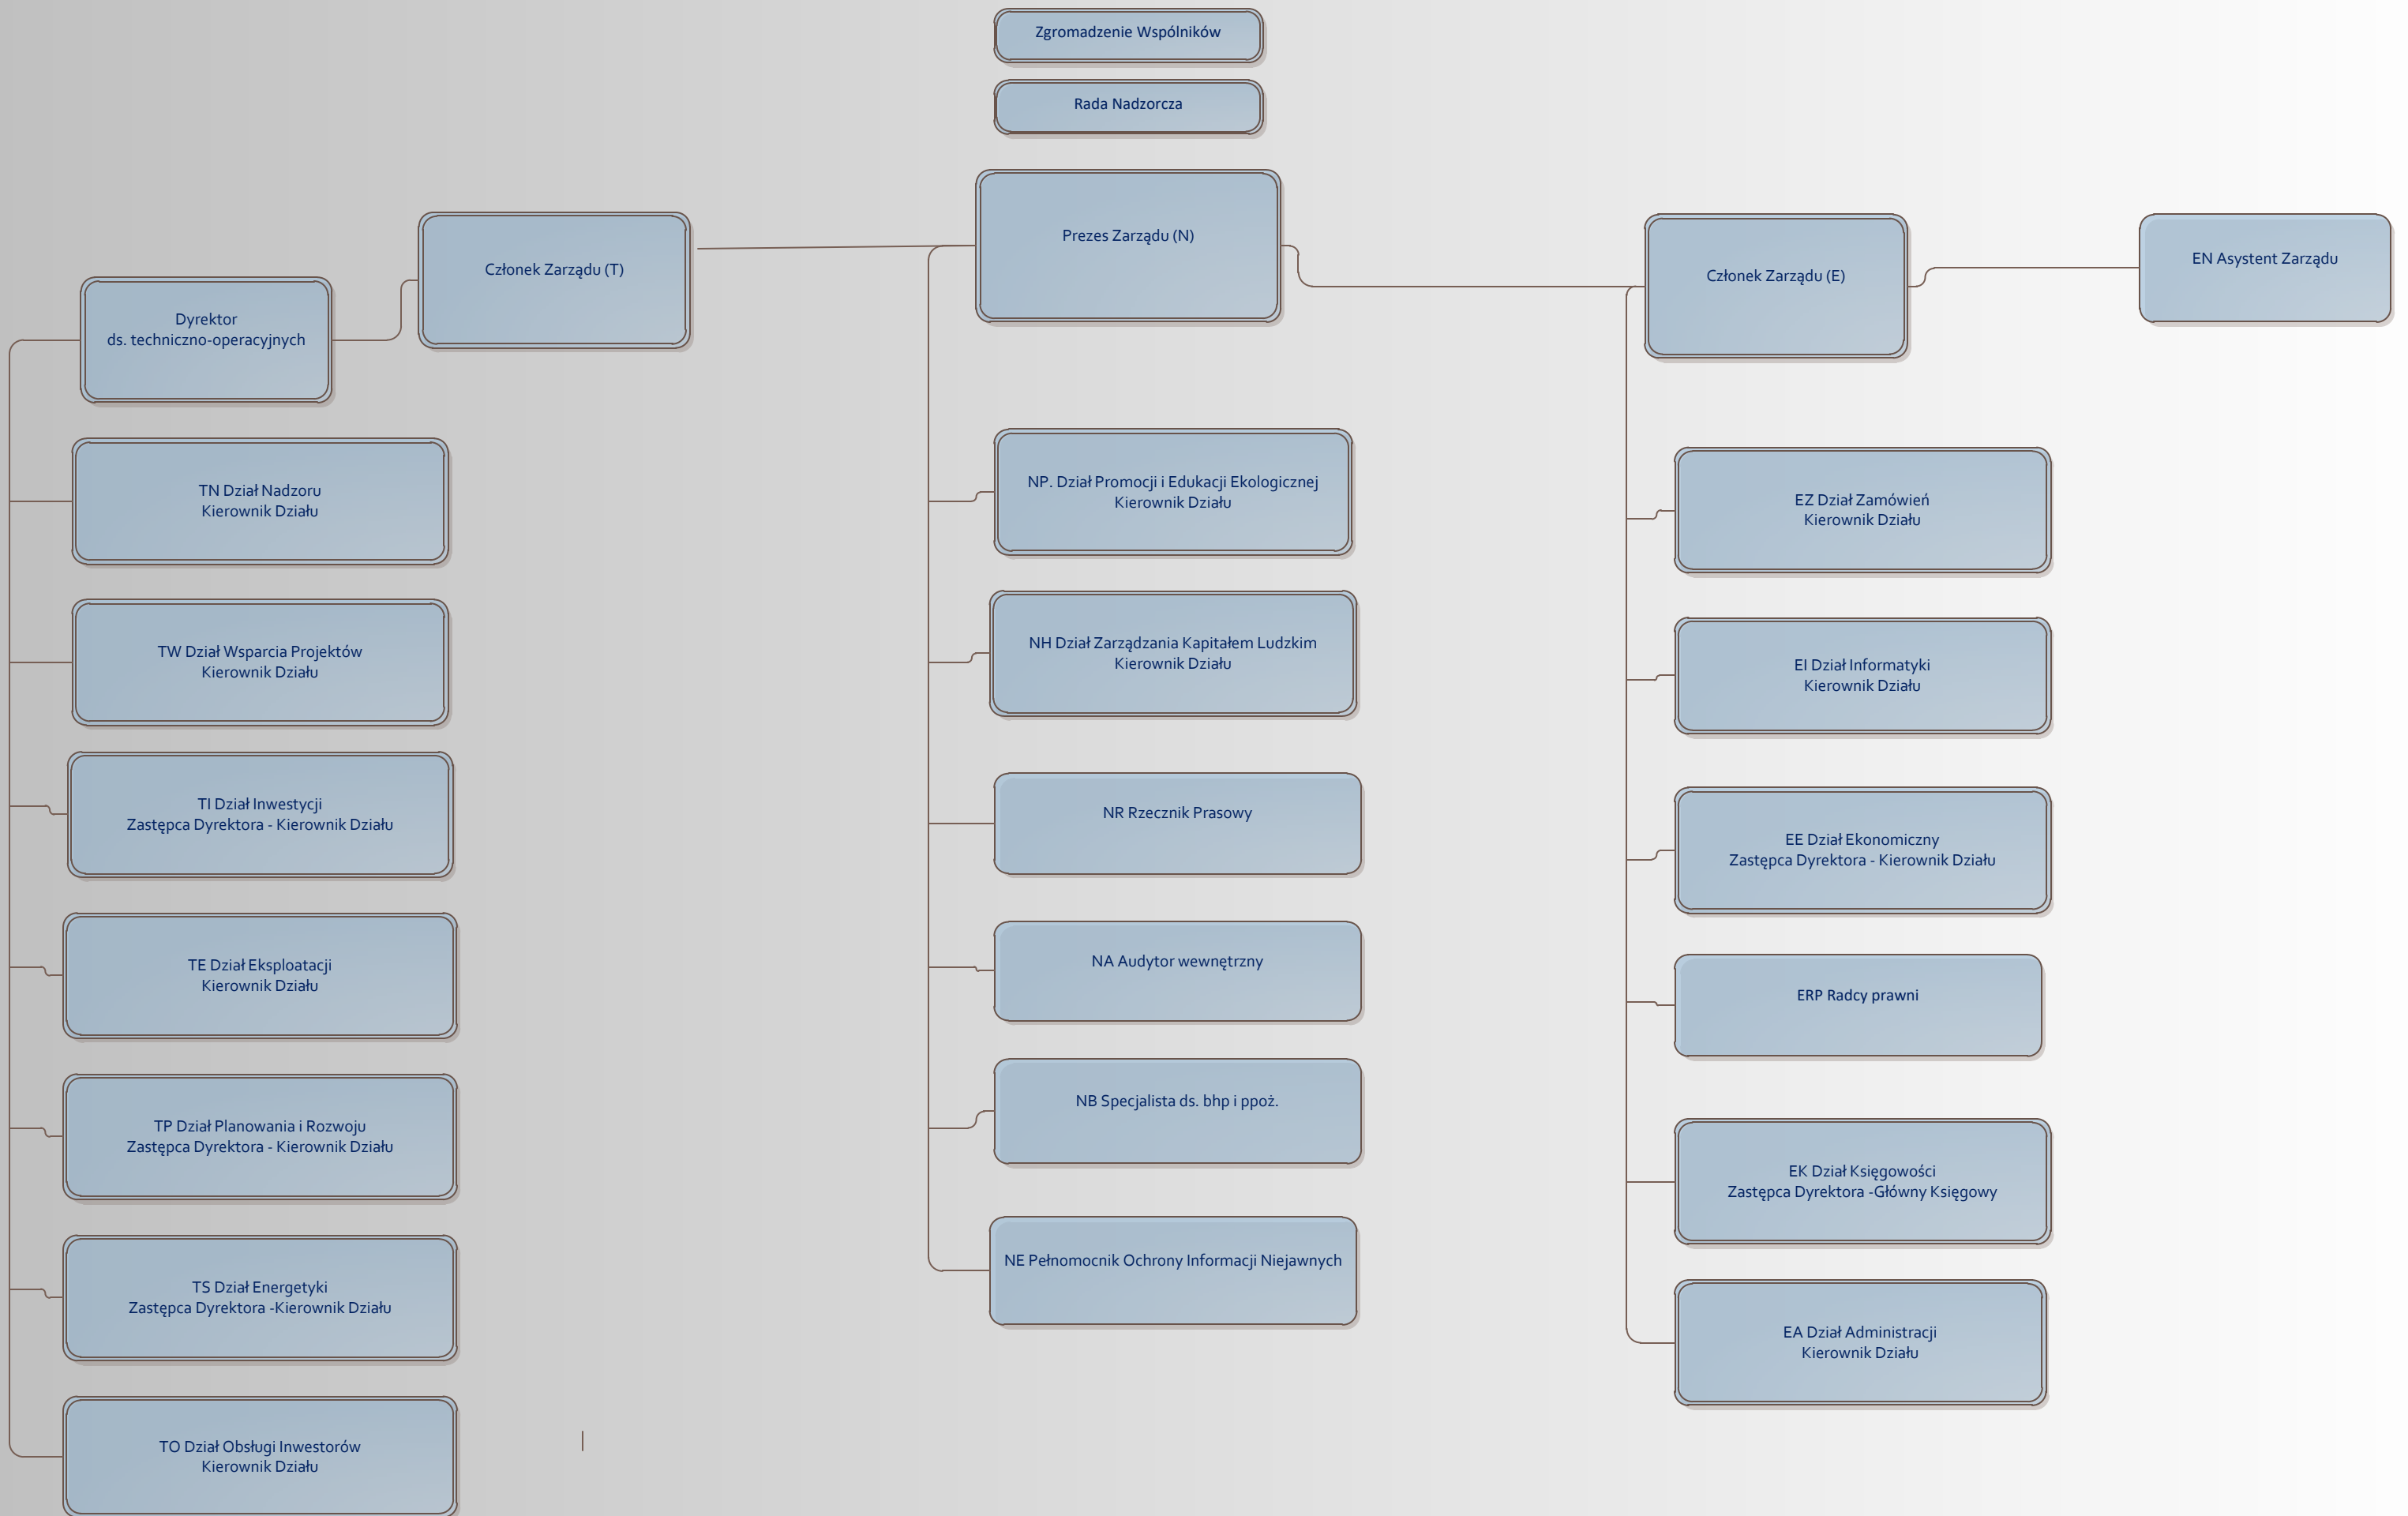 Zgromadzenie Wspólników
Rada Nadzorcza
Prezes Zarządu (N)
Członek Zarządu (T)
Członek Zarządu (E)
EN Asystent Zarządu
Dyrektor
ds. techniczno-operacyjnych
TN Dział Nadzoru
Kierownik Działu
TW Dział Wsparcia Projektów
Kierownik Działu
TI Dział Inwestycji
Zastępca Dyrektora - Kierownik Działu
TE Dział Eksploatacji
Kierownik Działu
TP Dział Planowania i Rozwoju
Zastępca Dyrektora - Kierownik Działu
TS Dział Energetyki
Zastępca Dyrektora -Kierownik Działu
TO Dział Obsługi Inwestorów
Kierownik Działu
NP. Dział Promocji i Edukacji Ekologicznej
Kierownik Działu
NH Dział Zarządzania Kapitałem Ludzkim
Kierownik Działu
NR Rzecznik Prasowy
NA Audytor wewnętrzny
NB Specjalista ds. bhp i ppoż.
NE Pełnomocnik Ochrony Informacji Niejawnych
EZ Dział Zamówień
Kierownik Działu
EI Dział Informatyki
Kierownik Działu
EE Dział Ekonomiczny
Zastępca Dyrektora - Kierownik Działu
ERP Radcy prawni
EK Dział Księgowości
Zastępca Dyrektora -Główny Księgowy
EA Dział Administracji
Kierownik Działu